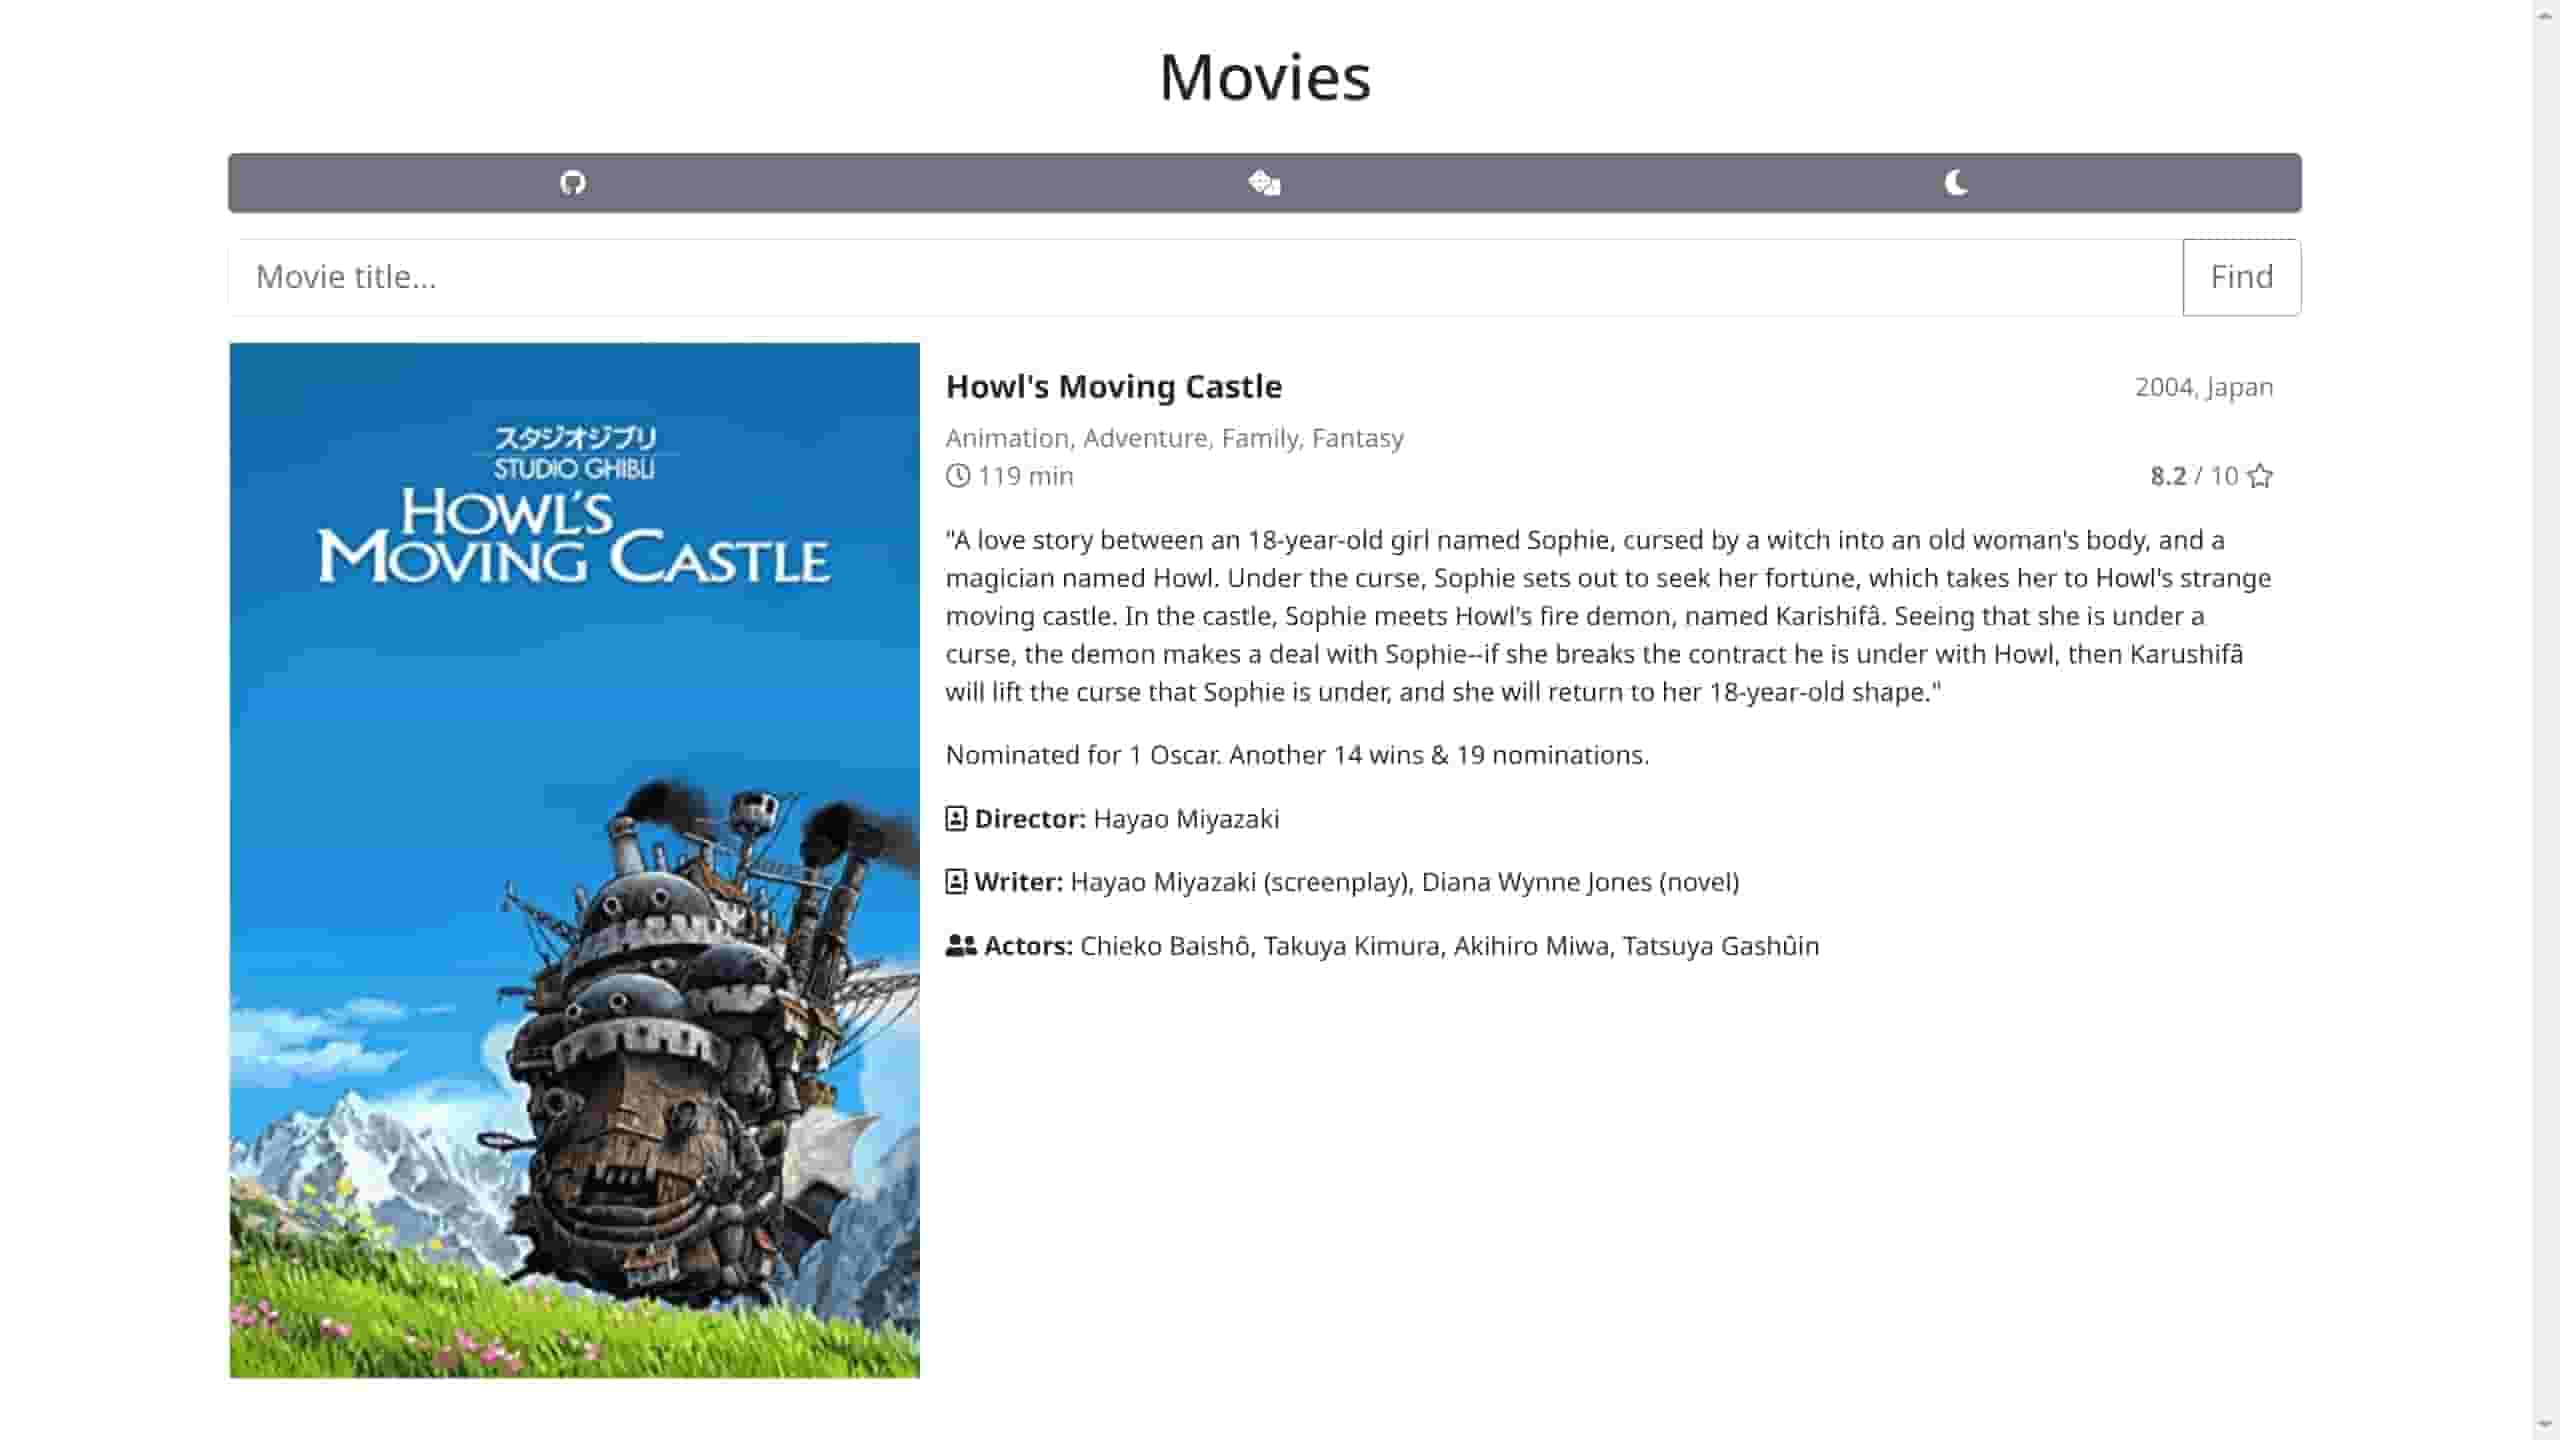 Movies
Movie title...
Find
スタジオジブリ
STUDIO GHIBLI
HOWL'S
MOVING CASTLE
Howl's Moving Castle
2004, Japan
Animation, Adventure, Family, Fantasy
119 min
8.2 / 10
"A love story between an 18-year-old girl named Sophie, cursed by a witch into an old woman's body, and a
magician named Howl. Under the curse, Sophie sets out to seek her fortune, which takes her to Howl's strange
moving castle. In the castle, Sophie meets Howl's fire demon, named Karishifâ. Seeing that she is under a
curse, the demon makes a deal with Sophie--if she breaks the contract he is under with Howl, then Karushifâ
will lift the curse that Sophie is under, and she will return to her 18-year-old shape."
Nominated for 1 Oscar. Another 14 wins & 19 nominations.
Director: Hayao Miyazaki
Writer: Hayao Miyazaki (screenplay), Diana Wynne Jones (novel)
Actors: Chieko Baishô, Takuya Kimura, Akihiro Miwa, Tatsuya Gashûin